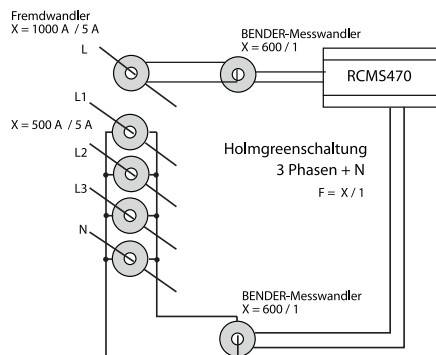 Fremdwandler
X = 1000 A / 5 A
L
BENDER-Messwandler
X = 600 / 1
RCMS470
L1
X = 500 A / 5 A
L2
L3
N
Holmgreenschaltung
3 Phasen + N
F = X / 1
BENDER-Messwandler
X = 600 / 1